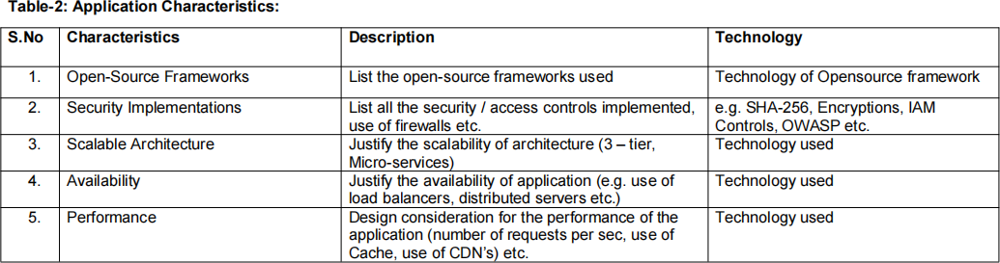 Table-2: Application Characteristics:
S.No Characteristics Description Technology
1. Open-Source Frameworks List the open-source frameworks used Technology of Opensource framework
2. Security Implementations List all the security / access controls implemented, e.g. SHA-256, Encryptions, IAM
use of firewalls etc. Controls, OWASP etc.
3. Scalable Architecture Justify the scalability of architecture (3 – tier, Technology used
Micro-services)
4. Availability Justify the availability of application (e.g. use of Technology used
load balancers, distributed servers etc.)
5. Performance Design consideration for the performance of the Technology used
application (number of requests per sec, use of
Cache, use of CDN's) etc.